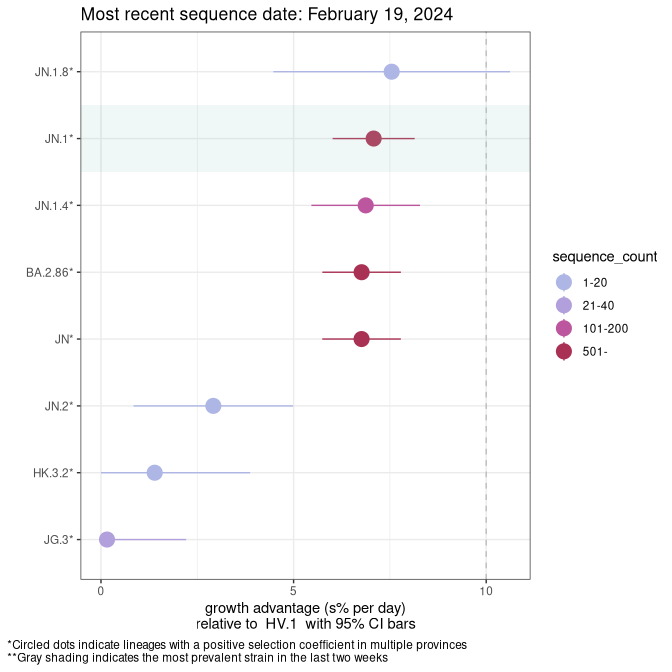 Most recent sequence date: February 19, 2024
JN.1.8*
JN.1*
JN.1.4*
BA.2.86*
JN*
JN.2*
HK.3.2*
JG.3*
0 5 10
growth advantage (s% per day)
relative to HV.1 with 95% CI bars
sequence_count
1-20
21-40
101-200
501-
*Circled dots indicate lineages with a positive selection coefficient in multiple provinces
**Gray shading indicates the most prevalent strain in the last two weeks